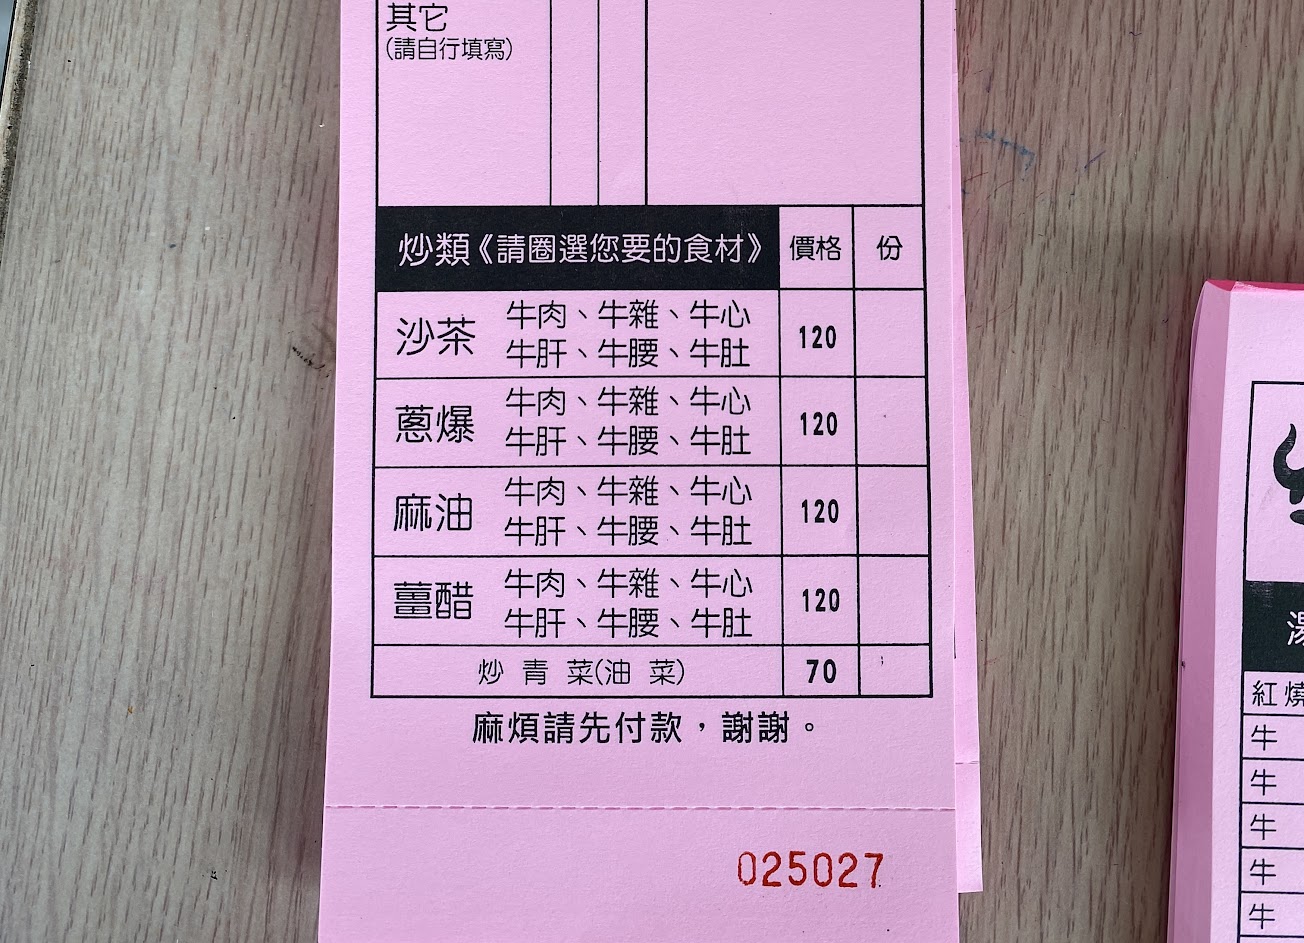 其它
(請自行填寫)
炒類《請圈選您要的食材》 價格 份
沙茶 牛肉、牛雜、牛心 120
牛肝、牛腰、牛肚
蔥爆 牛肉、牛雜、牛心 120
牛肝、牛腰、牛肚
麻油 牛肉、牛雜、牛心 120
牛肝、牛腰、牛肚
薑醋 牛肉、牛雜、牛心 120
牛肝、牛腰、牛肚
炒 青 菜(油 菜) 70
麻煩請先付款，謝謝。
025027
湯
紅燒
牛
牛
牛
牛
牛